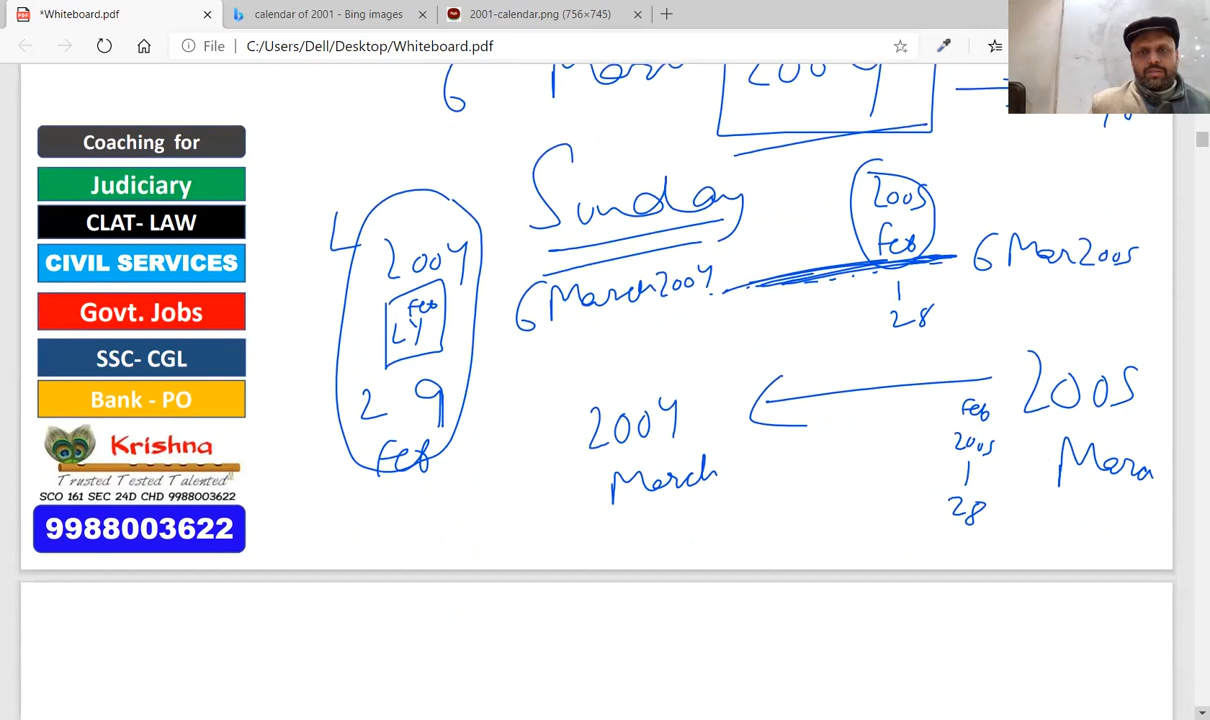 *Whiteboard.pdf
calendar of 2001 - Bing images
2001-calendar.png (756×745)
File
C:/Users/Dell/Desktop/Whiteboard.pdf
6
2004
Coaching for
Judiciary
CLAT- LAW
CIVIL SERVICES
Govt. Jobs
SSC- CGL
Bank - PO
Krishna
Trusted Tested Talented
SCO 161 SEC 24D CHD 9988003622
9988003622
Sunday
2004
Feb
LY
29
Feb
6 March 2004
2005
Feb
28
6 Mar 2005
2004
March
Feb
2005
28
2005